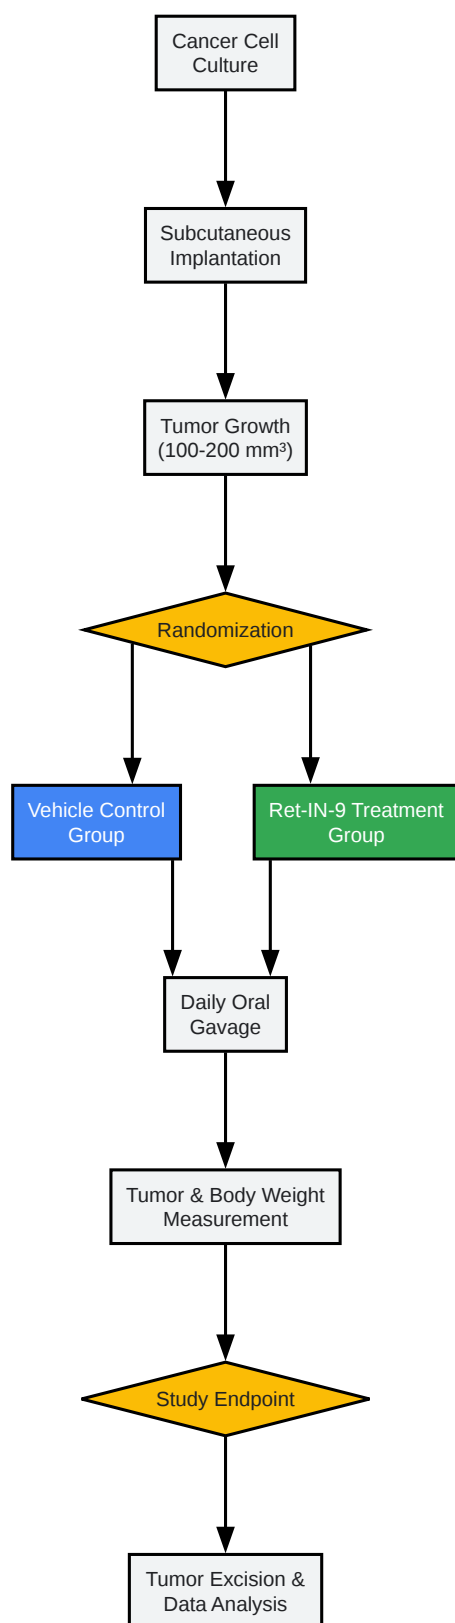 Cancer Cell
Culture
Subcutaneous
Implantation
Tumor Growth
(100-200 mm³)
Randomization
Vehicle Control
Group
Ret-IN-9 Treatment
Group
Daily Oral
Gavage
Tumor & Body Weight
Measurement
Study Endpoint
Tumor Excision &
Data Analysis